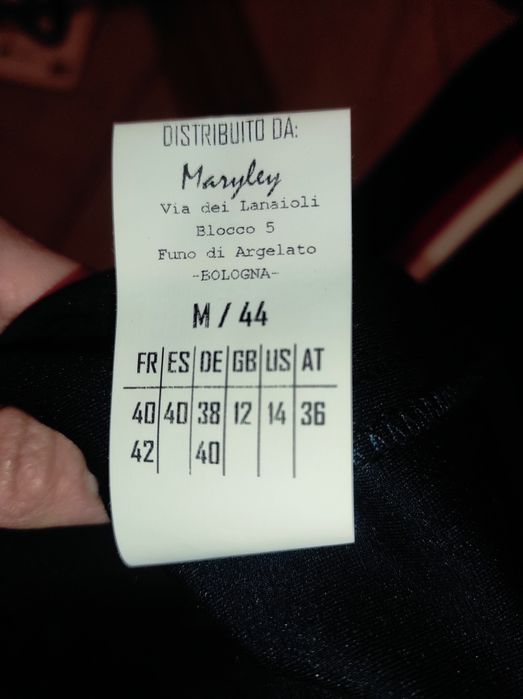 DISTRIBUITO DA:
Maryley
Via dei Lanaioli
Blocco 5
Funo di Argelato
-BOLOGNA-
M / 44
FR ES DE GB US AT
40 40 38 12 14 36
42 40